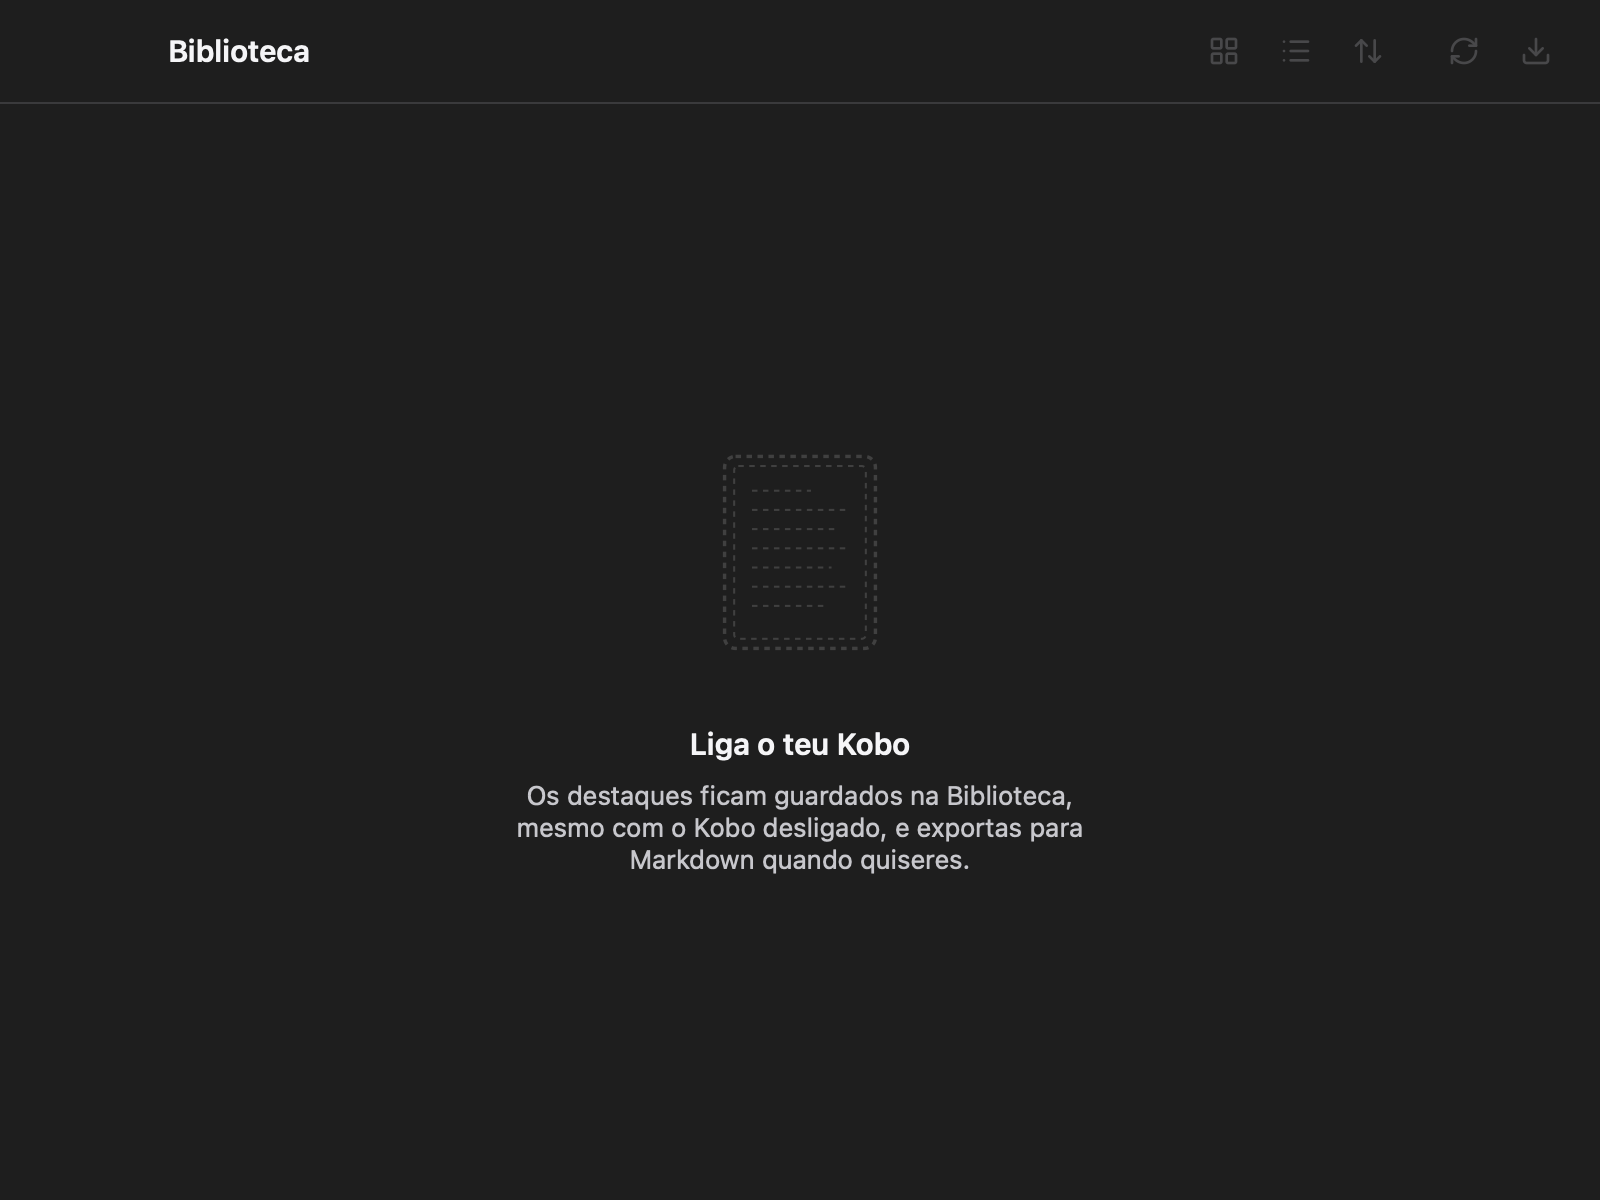 Biblioteca
Liga o teu Kobo
Os destaques ficam guardados na Biblioteca,
mesmo com o Kobo desligado, e exportas para
Markdown quando quiseres.